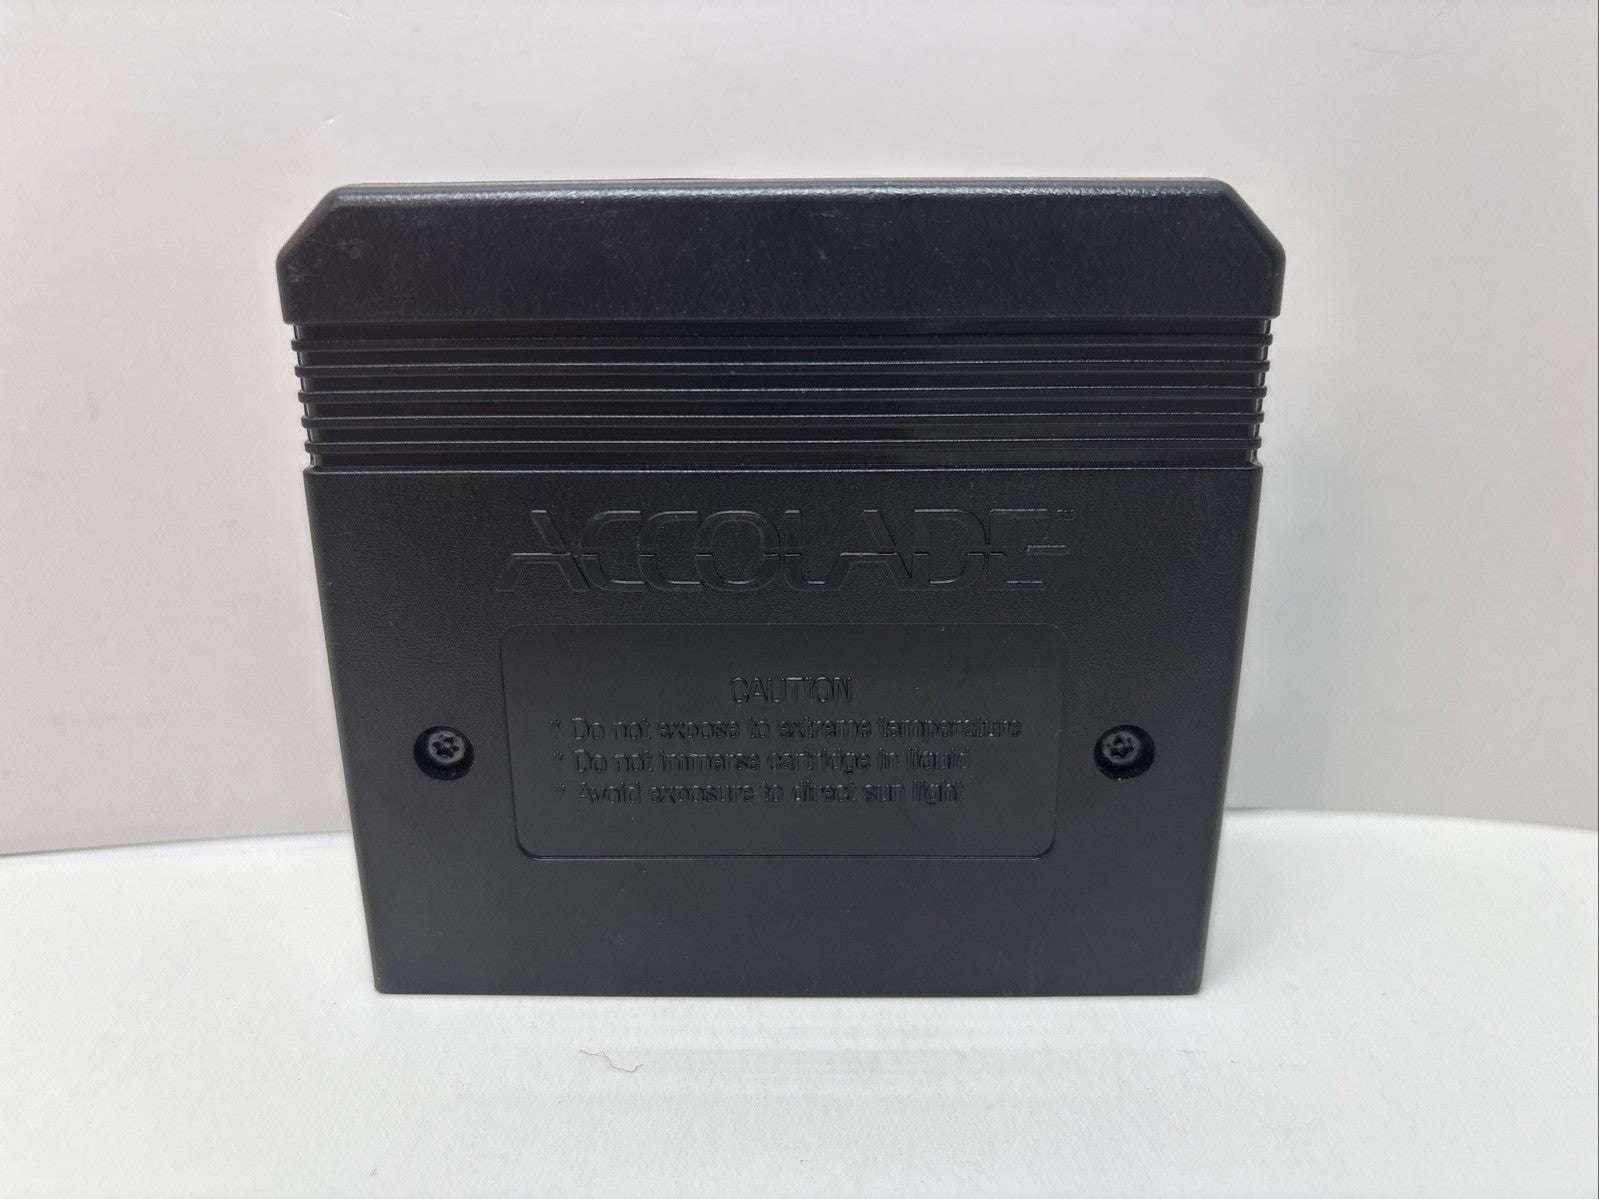 ACCOLADE™
CAUTION
* Do not expose to extreme temperature
* Do not immerse cartridge in liquid
* Avoid exposure to direct sun light